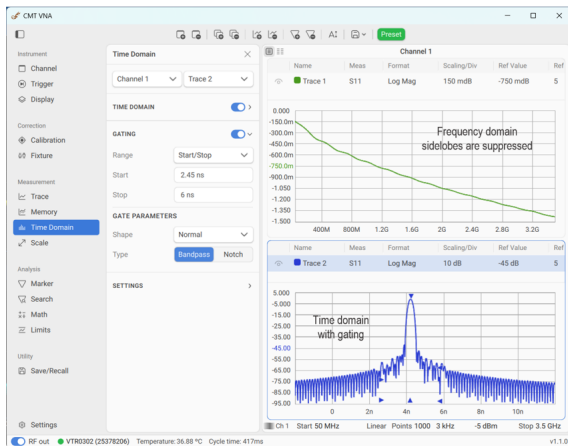 CMT VNA
Preset
Instrument
Channel
Trigger
Display
Correction
Calibration
Fixture
Measurement
Trace
Memory
Time Domain
Scale
Analysis
Marker
Search
Math
Limits
Utility
Save/Recall
Settings
Time Domain
Channel 1 Trace 2
TIME DOMAIN
GATING
Range Start/Stop
Start 2.45 ns
Stop 6 ns
GATE PARAMETERS
Shape Normal
Type Bandpass Notch
SETTINGS
Channel 1
Name Meas Format Scaling/Div Ref Value Ref
Trace 1 S11 Log Mag 150 mdB -750 mdB 5
0.000
-150.0m
-300.0m
-450.0m
-600.0m
-750.0m
-900.0m
-1.050
-1.200
-1.350
-1.500
Frequency domain
sidelobes are suppressed
400M 800M 1.2G 1.6G 2G 2.4G 2.8G 3.2G
Name Meas Format Scaling/Div Ref Value Ref
Trace 2 S11 Log Mag 10 dB -45 dB 5
5.000
-5.000
-15.00
-25.00
-35.00
-45.00
-55.00
-65.00
-75.00
-85.00
-95.00
Time domain
with gating
0 2n 4n 6n 8n 10n
Ch 1 Start 50 MHz Linear Points 1000 3 kHz -5 dBm Stop 3.5 GHz
RF out VTR0302 (25378206) Temperature: 36.88 °C Cycle time: 417ms v1.1.0